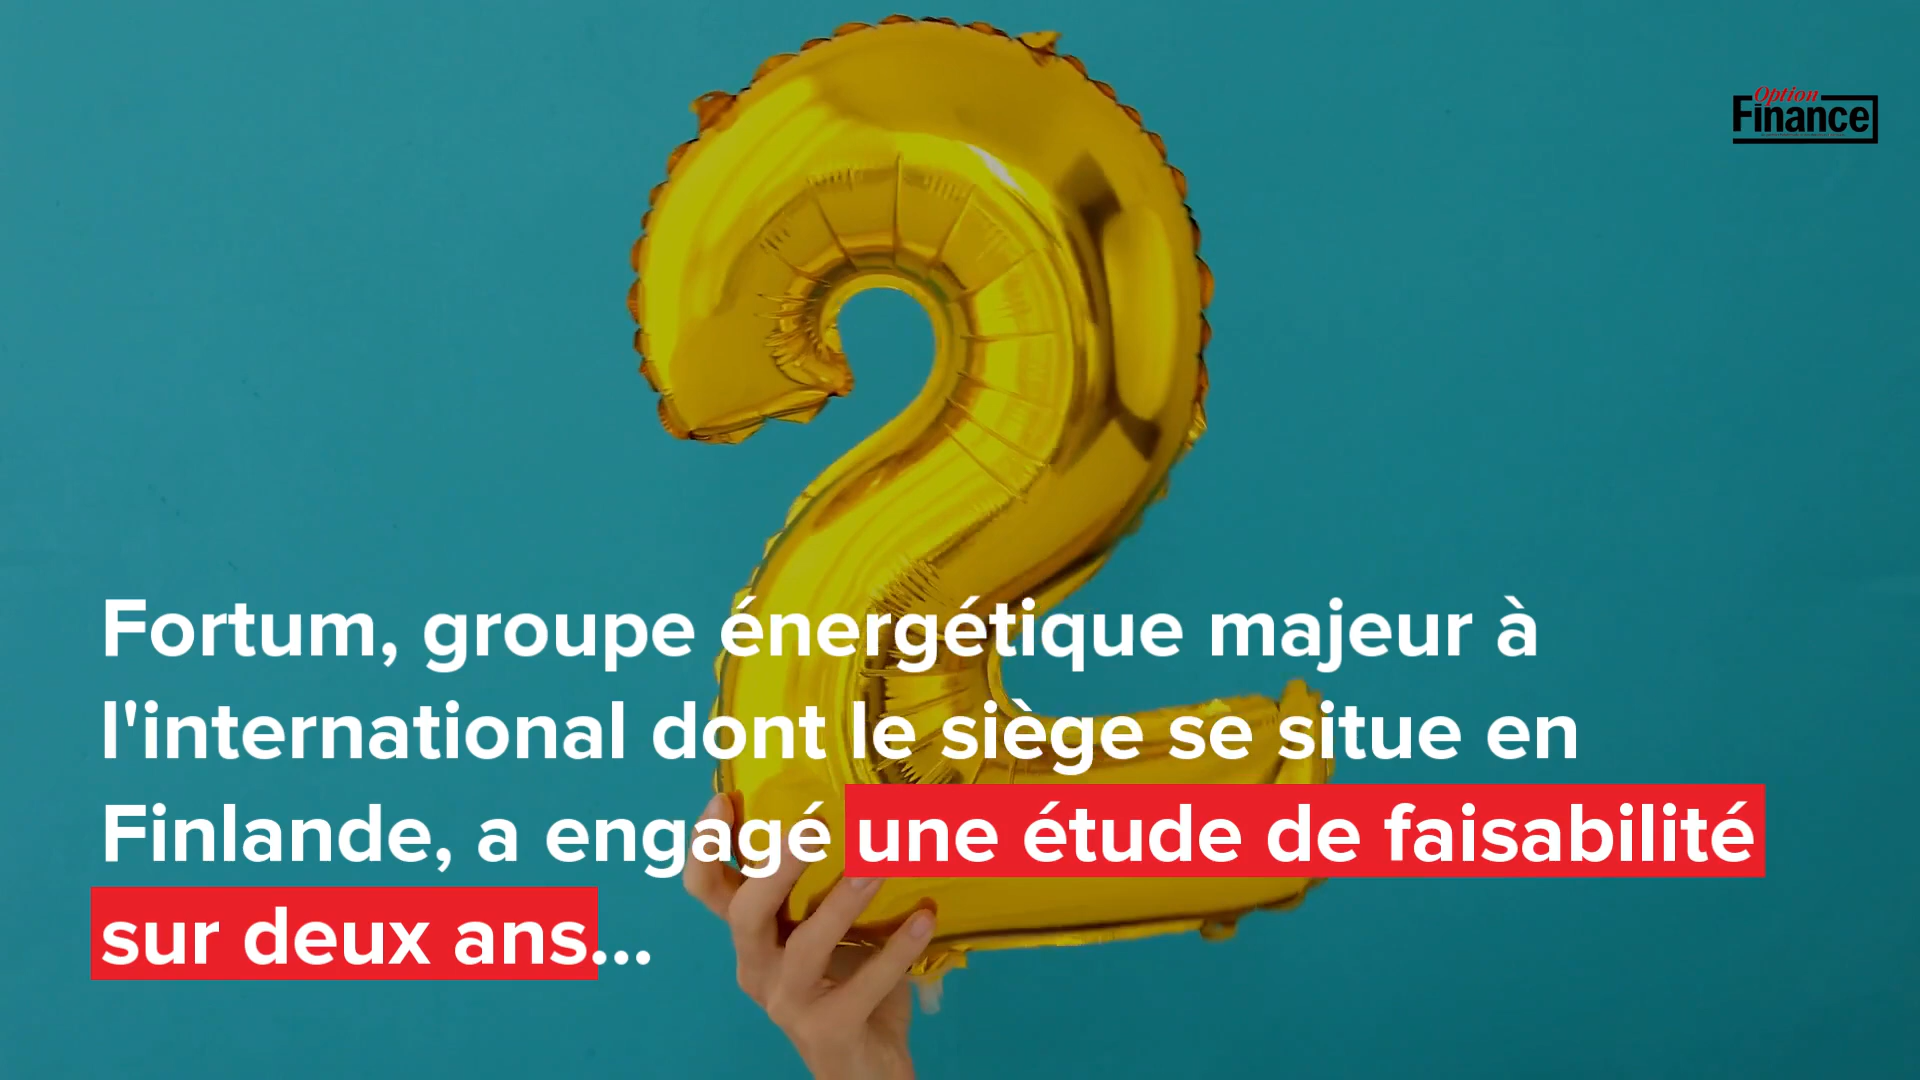 Option
Finance
Fortum, groupe énergétique majeur à
l'international dont le siège se situe en
Finlande, a engagé une étude de faisabilité
sur deux ans...